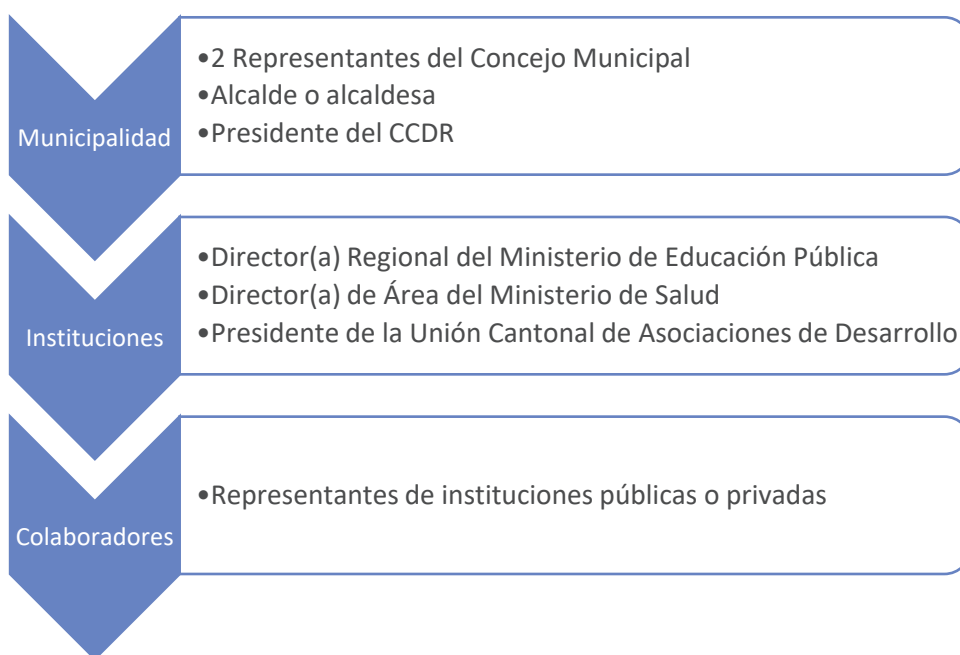 Municipalidad
•2 Representantes del Concejo Municipal
•Alcalde o alcaldesa
•Presidente del CCDR
Instituciones
•Director(a) Regional del Ministerio de Educación Pública
•Director(a) de Área del Ministerio de Salud
•Presidente de la Unión Cantonal de Asociaciones de Desarrollo
Colaboradores
•Representantes de instituciones públicas o privadas